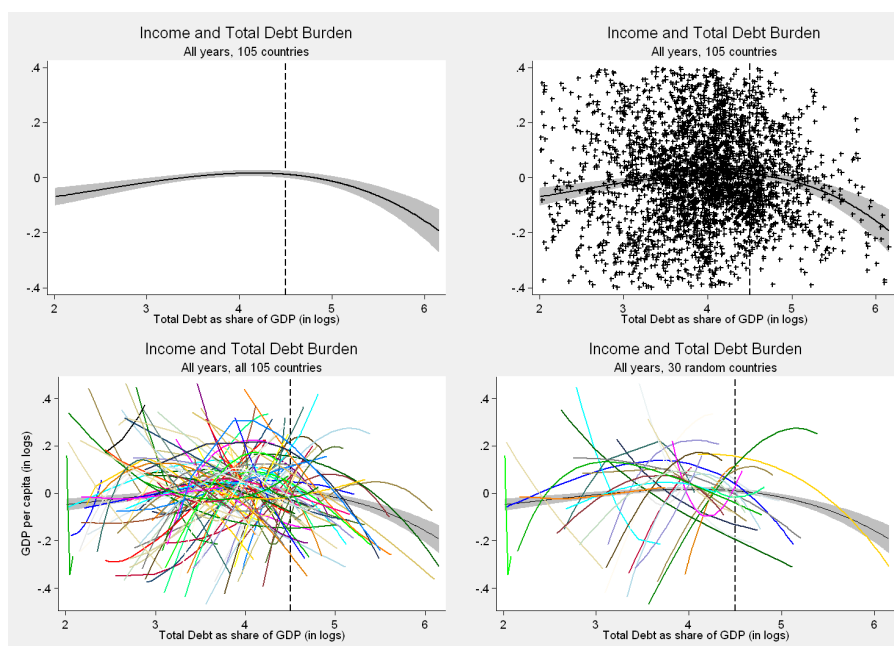 Income and Total Debt Burden
All years, 105 countries
.4
.2
0
-.2
-.4
2 3 4 5 6
Total Debt as share of GDP (in logs)
Income and Total Debt Burden
All years, 105 countries
.4
.2
0
-.2
-.4
2 3 4 5 6
Total Debt as share of GDP (in logs)
Income and Total Debt Burden
All years, all 105 countries
GDP per capita (in logs)
.4
.2
0
-.2
-.4
2 3 4 5 6
Total Debt as share of GDP (in logs)
Income and Total Debt Burden
All years, 30 random countries
.4
.2
0
-.2
-.4
2 3 4 5 6
Total Debt as share of GDP (in logs)